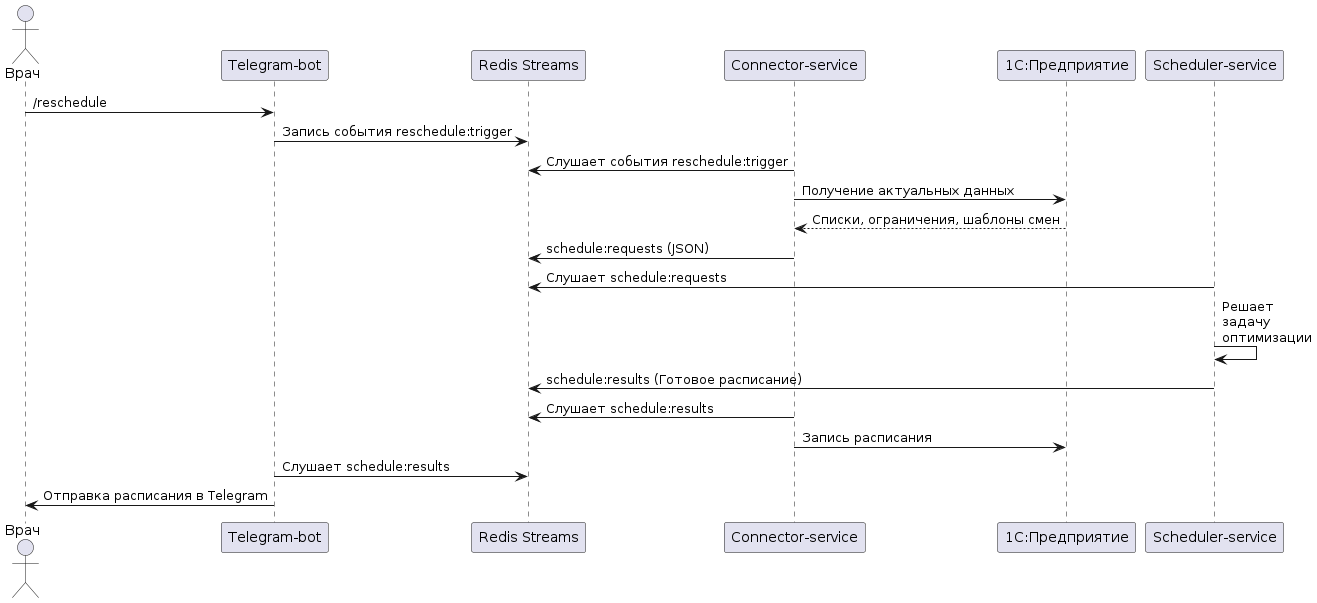 Врач
Telegram-bot
Redis Streams
Connector-service
1С:Предприятие
Scheduler-service
/reschedule
Запись события reschedule:trigger
Слушает события reschedule:trigger
Получение актуальных данных
Списки, ограничения, шаблоны смен
schedule:requests (JSON)
Слушает schedule:requests
Решает
задачу
оптимизации
schedule:results (Готовое расписание)
Слушает schedule:results
Запись расписания
Слушает schedule:results
Отправка расписания в Telegram
Врач
Telegram-bot
Redis Streams
Connector-service
1С:Предприятие
Scheduler-service